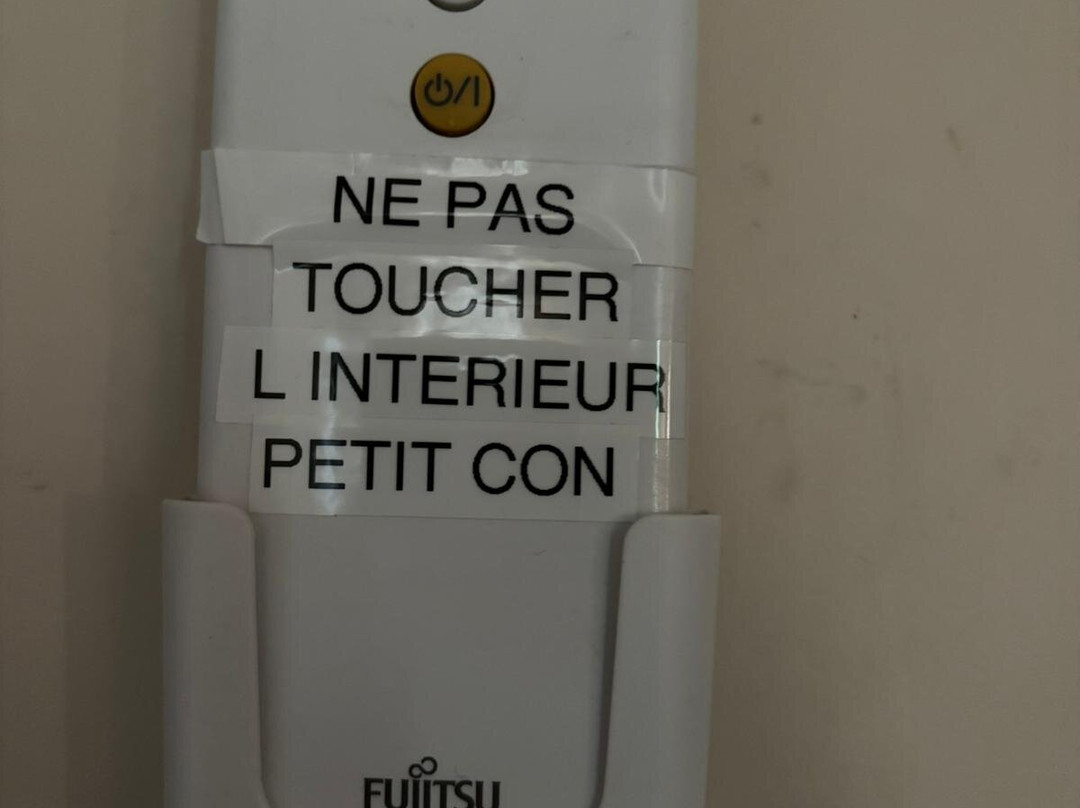 NE PAS
TOUCHER
L INTERIEUR
PETIT CON
FUJITSU